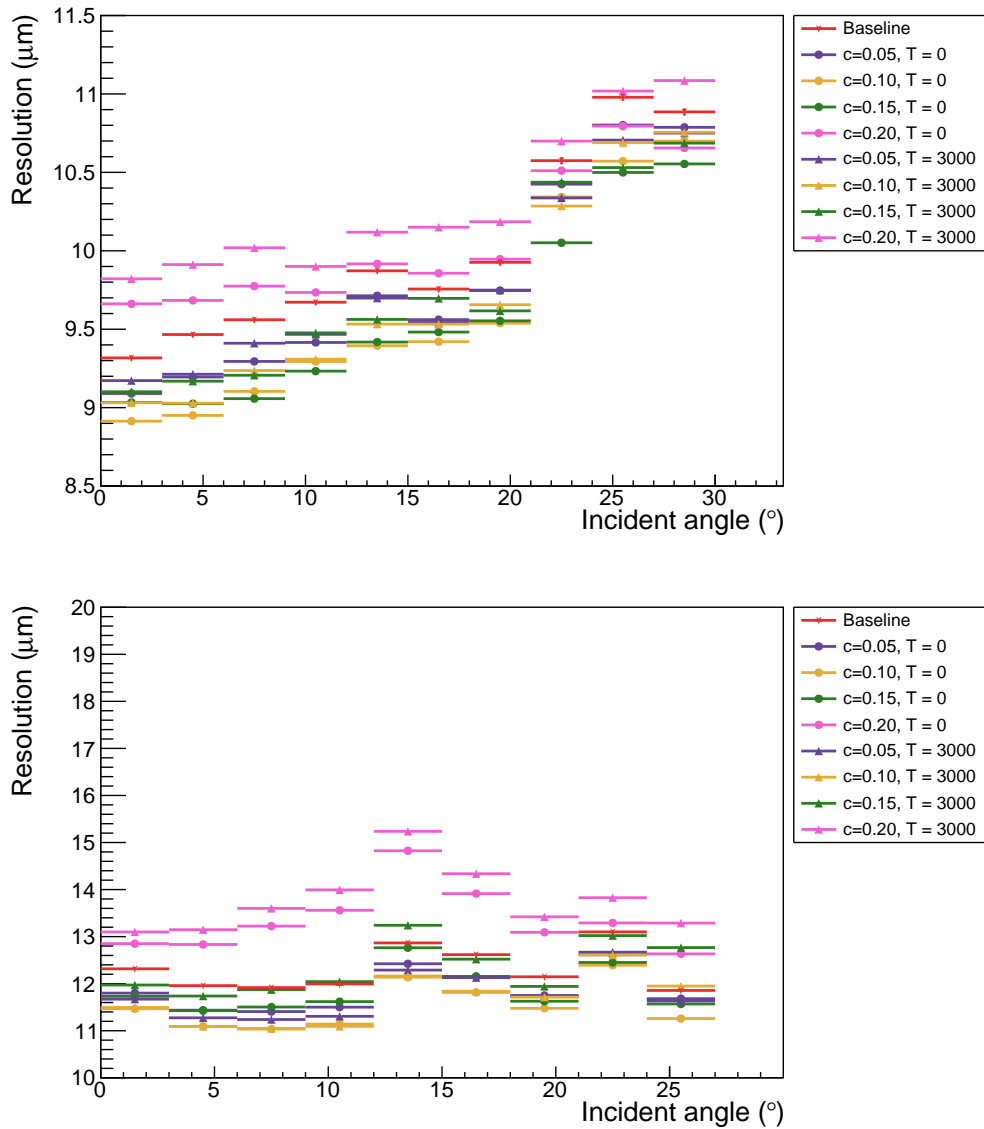 Resolution (μm)
11.5
11
10.5
10
9.5
9
8.5
0 5 10 15 20 25 30
Incident angle (°)
Baseline
c=0.05, T = 0
c=0.10, T = 0
c=0.15, T = 0
c=0.20, T = 0
c=0.05, T = 3000
c=0.10, T = 3000
c=0.15, T = 3000
c=0.20, T = 3000
Resolution (μm)
20
19
18
17
16
15
14
13
12
11
10
0 5 10 15 20 25
Incident angle (°)
Baseline
c=0.05, T = 0
c=0.10, T = 0
c=0.15, T = 0
c=0.20, T = 0
c=0.05, T = 3000
c=0.10, T = 3000
c=0.15, T = 3000
c=0.20, T = 3000